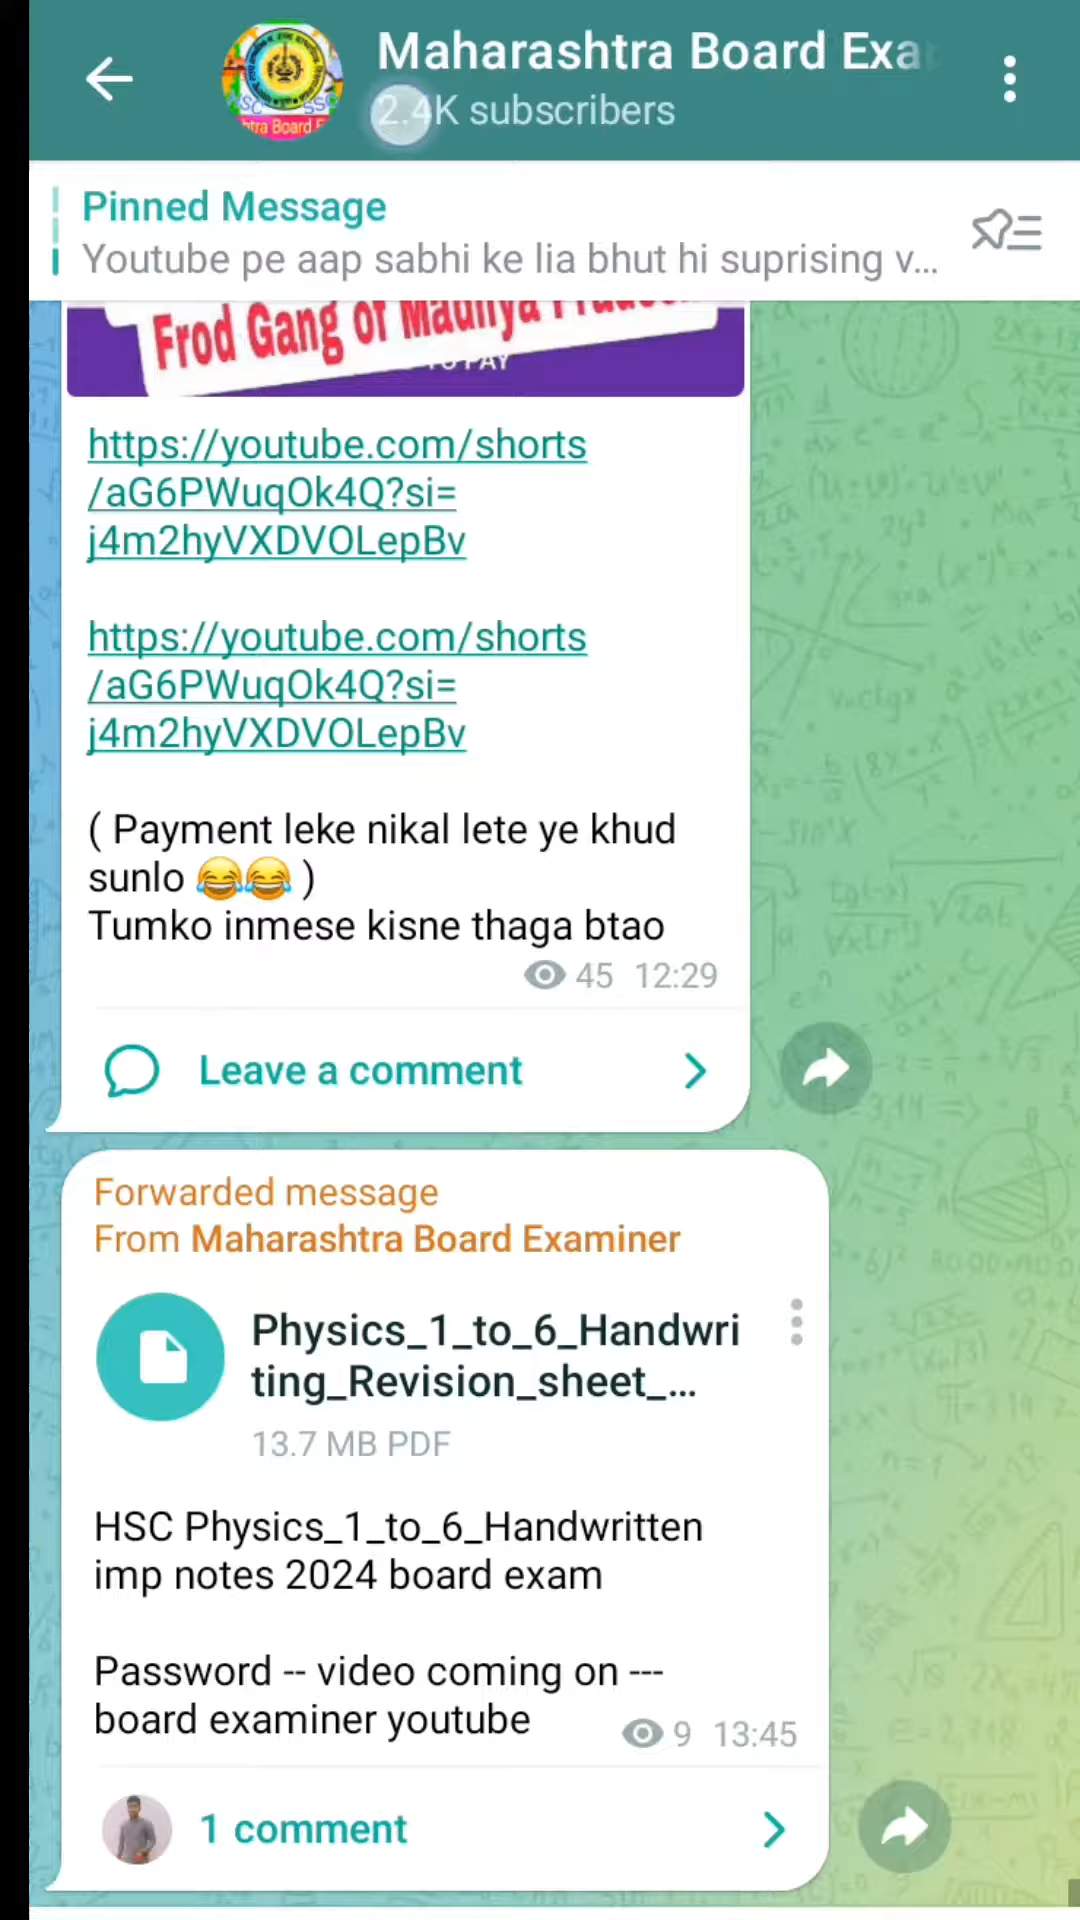 Maharashtra Board Exa
2.4K subscribers
Pinned Message
Youtube pe aap sabhi ke lia bhut hi suprising v...
Frod Gang of Madhya
TO PAY
https://youtube.com/shorts
/aG6PWuqOk4Q?si=
j4m2hyVXDVOLepBv
https://youtube.com/shorts
/aG6PWuqOk4Q?si=
j4m2hyVXDVOLepBv
( Payment leke nikal lete ye khud
sunlo 😂😂 )
Tumko inmese kisne thaga btao
45 12:29
Leave a comment
Forwarded message
From Maharashtra Board Examiner
Physics_1_to_6_Handwri
ting_Revision_sheet_...
13.7 MB PDF
HSC Physics_1_to_6_Handwritten
imp notes 2024 board exam
Password -- video coming on ---
board examiner youtube
9 13:45
1 comment